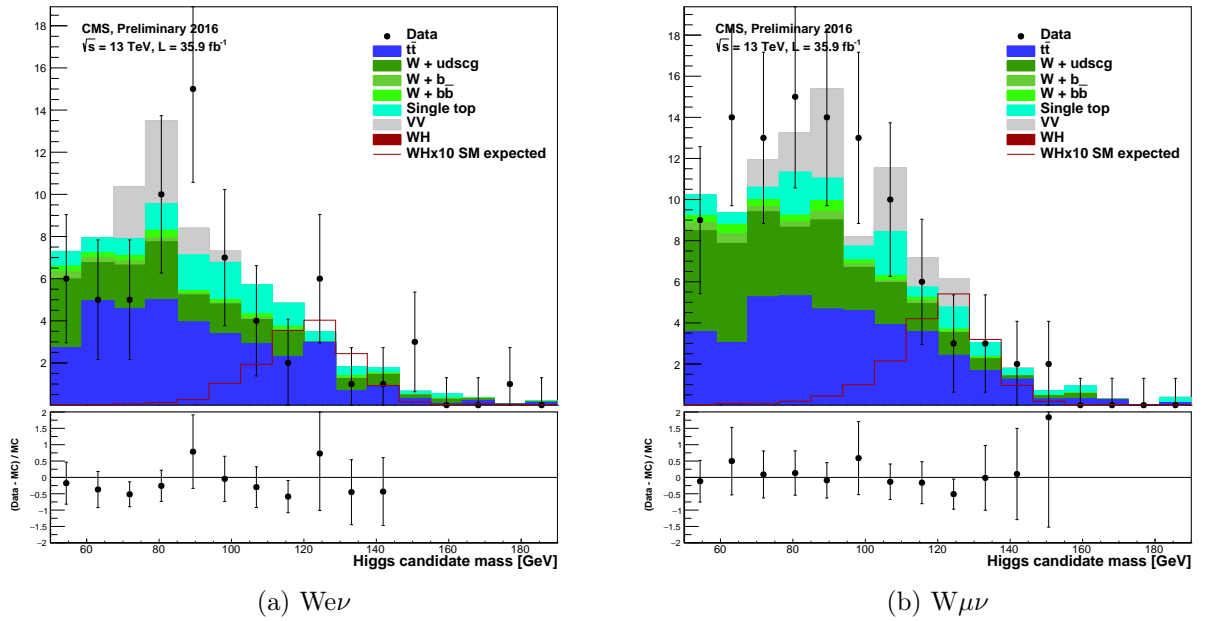 CMS, Preliminary 2016
√s = 13 TeV, L = 35.9 fb⁻¹
Data
tt̄
W + udscg
W + b
W + bb̄
Single top
VV
WH
WHx10 SM expected
16
14
12
10
8
6
4
2
2
1.5
1
0.5
0
−0.5
−1
−1.5
−2
(Data - MC) / MC
60 80 100 120 140 160 180
Higgs candidate mass [GeV]
(a) Weν
CMS, Preliminary 2016
√s = 13 TeV, L = 35.9 fb⁻¹
Data
tt̄
W + udscg
W + b
W + bb̄
Single top
VV
WH
WHx10 SM expected
18
16
14
12
10
8
6
4
2
2
1.5
1
0.5
0
−0.5
−1
−1.5
−2
(Data - MC) / MC
60 80 100 120 140 160 180
Higgs candidate mass [GeV]
(b) Wμν